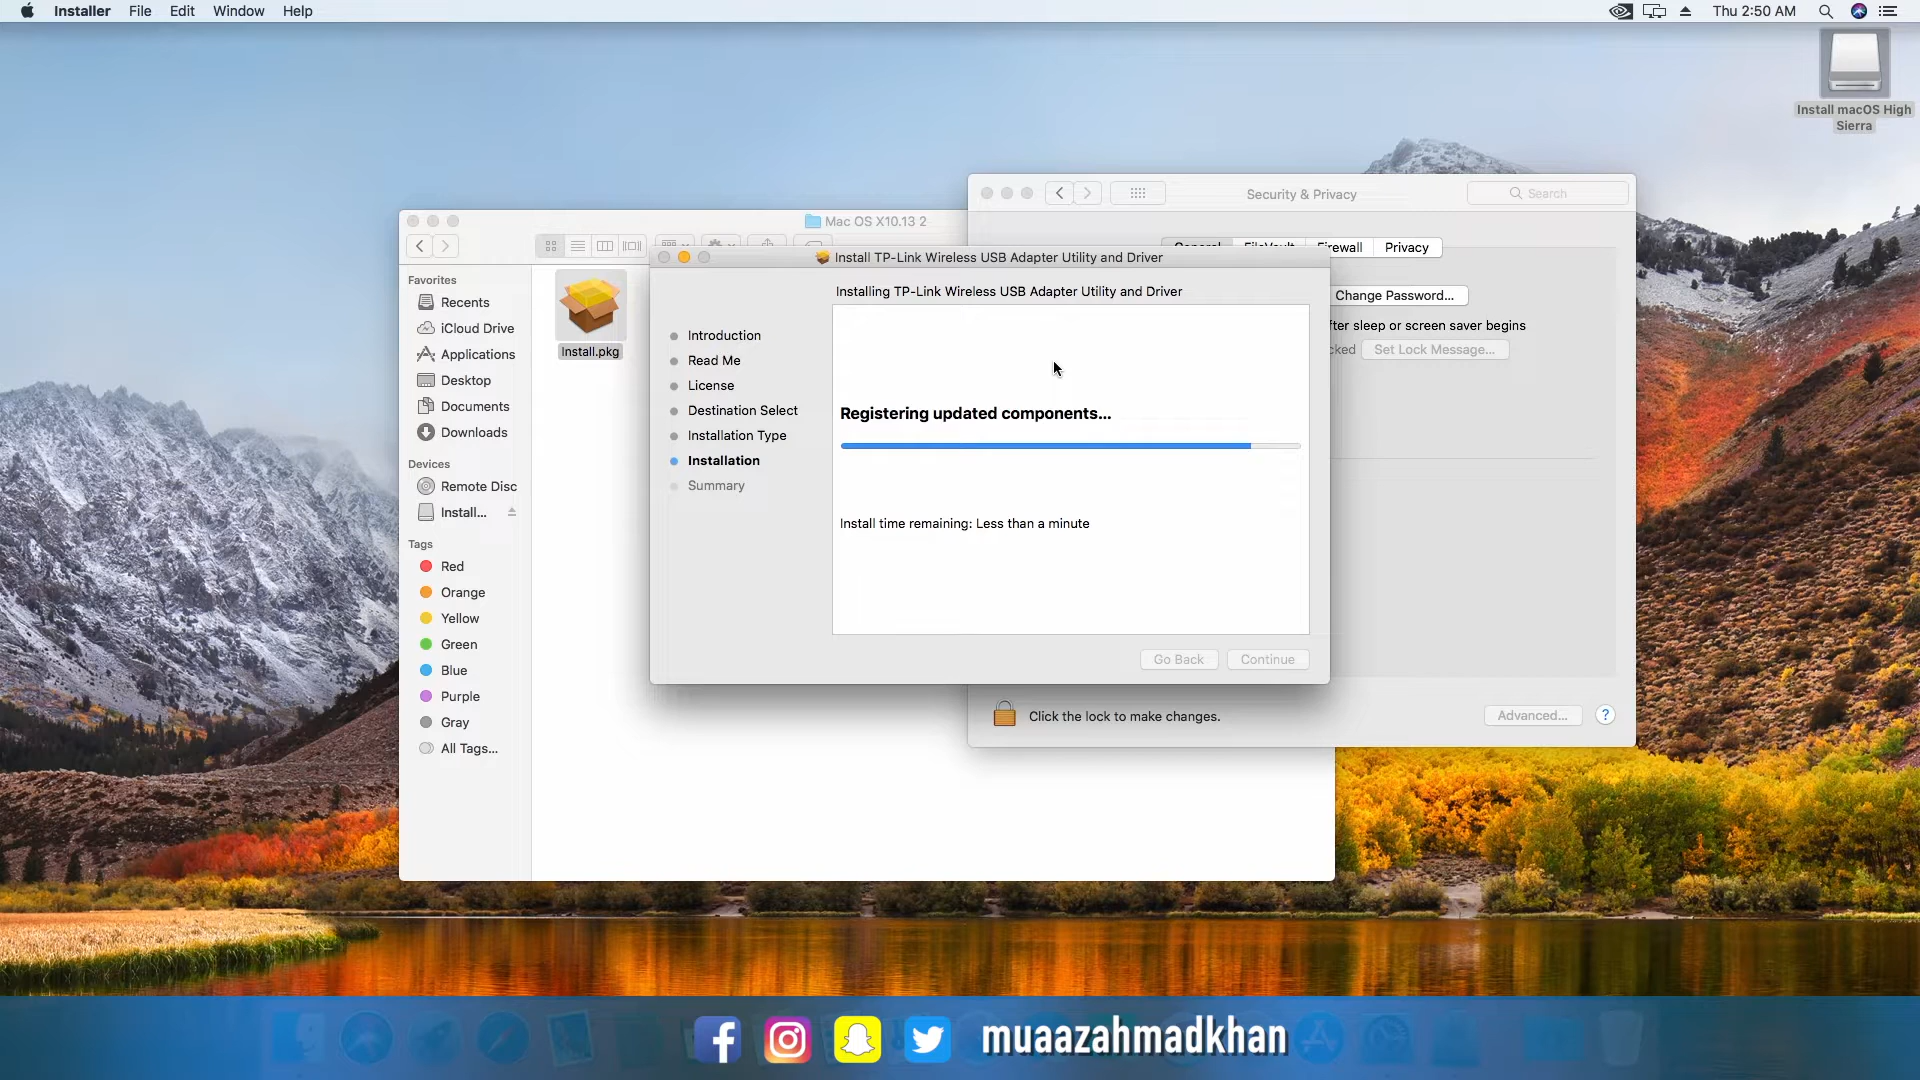 Installer File Edit Window Help
Thu 2:50 AM
Install macOS High
Sierra
Security & Privacy
Search
Mac OS X10.13 2
General FileVault Firewall Privacy
Install TP-Link Wireless USB Adapter Utility and Driver
Favorites
Recents
iCloud Drive
Applications
Desktop
Documents
Downloads
Devices
Remote Disc
Install...
Tags
Red
Orange
Yellow
Green
Blue
Purple
Gray
All Tags...
Install.pkg
Installing TP-Link Wireless USB Adapter Utility and Driver
Introduction
Read Me
License
Destination Select
Installation Type
Installation
Summary
Registering updated components...
Install time remaining: Less than a minute
Go Back
Continue
Change Password...
fter sleep or screen saver begins
cked
Set Lock Message...
Click the lock to make changes.
Advanced...
?
muaazahmadkhan